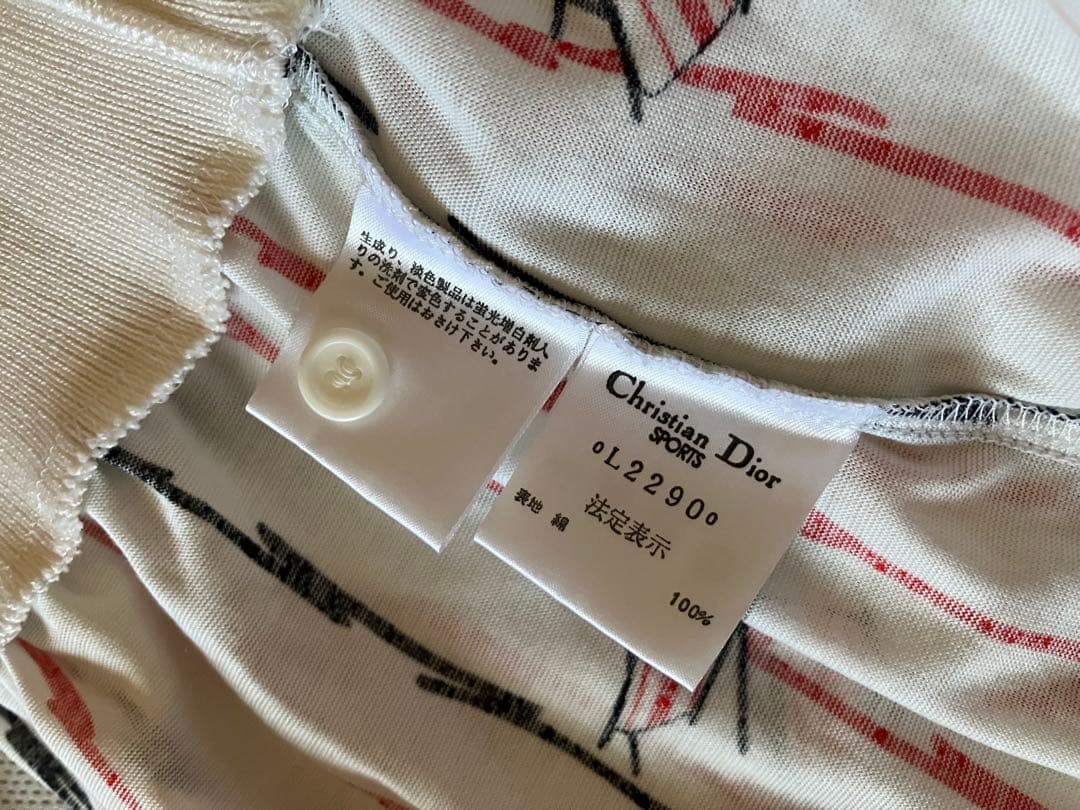 生成り、淡色製品は蛍光増白剤入
りの洗剤で変色することがありま
す。ご使用はおさけ下さい。
Christian Dior
SPORTS
0L22900
法定表示
表地 綿 100%